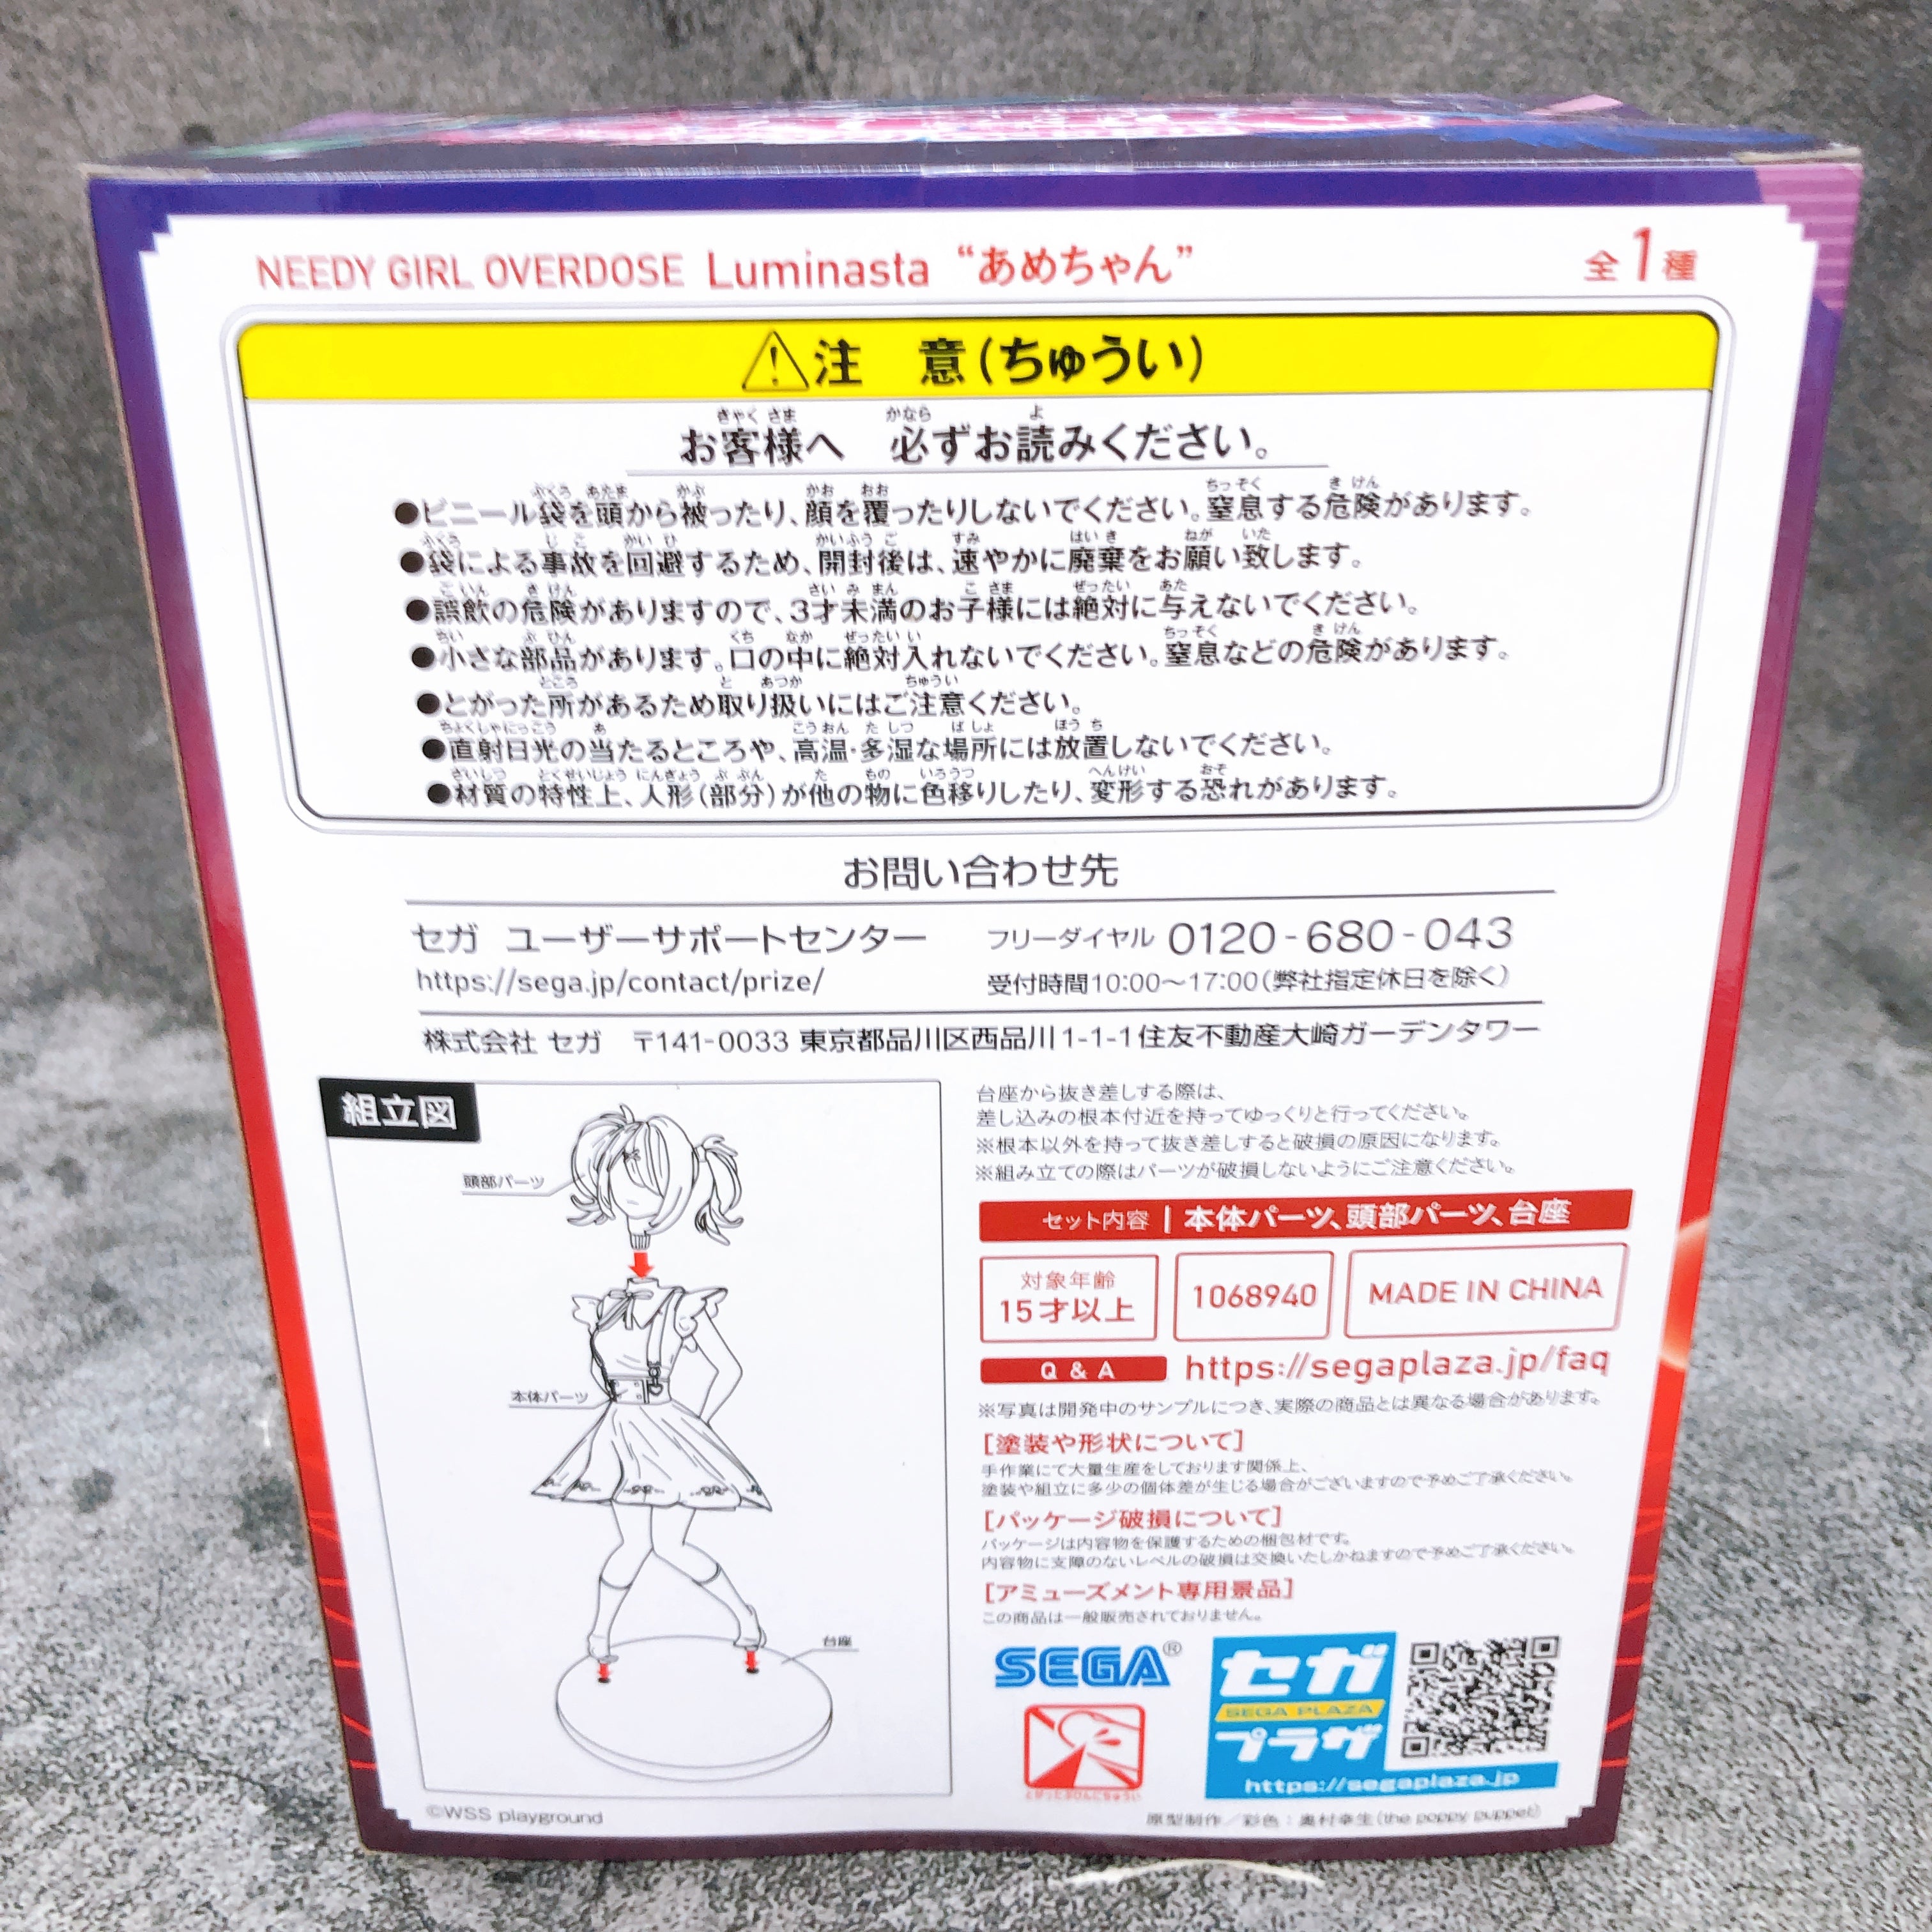 NEEDY GIRL OVERDOSE Luminasta “あめちゃん”
全1種
注 意(ちゅうい)
お客様へ 必ずお読みください。
●ビニール袋を頭から被ったり、顔を覆ったりしないでください。窒息する危険があります。
●袋による事故を回避するため、開封後は、速やかに廃棄をお願い致します。
●誤飲の危険がありますので、3才未満のお子様には絶対に与えないでください。
●小さな部品があります。口の中に絶対入れないでください。窒息などの危険があります。
●とがった所があるため取り扱いにはご注意ください。
●直射日光の当たるところや、高温・多湿な場所には放置しないでください。
●材質の特性上、人形(部分)が他の物に色移りしたり、変形する恐れがあります。
お問い合わせ先
セガ ユーザーサポートセンター
https://sega.jp/contact/prize/
フリーダイヤル 0120-680-043
受付時間10:00〜17:00(弊社指定休日を除く)
株式会社 セガ 〒141-0033 東京都品川区西品川1-1-1住友不動産大崎ガーデンタワー
組立図
頭部パーツ
本体パーツ
台座
台座から抜き差しする際は、
差し込みの根本付近を持ってゆっくりと行ってください。
※根本以外を持って抜き差しすると破損の原因になります。
※組み立ての際はパーツが破損しないようにご注意ください。
セット内容 | 本体パーツ、頭部パーツ、台座
対象年齢
15才以上
1068940
MADE IN CHINA
Q & A
https://segaplaza.jp/faq
※写真は開発中のサンプルにつき、実際の商品とは異なる場合があります。
[塗装や形状について]
手作業にて大量生産をしております関係上、
塗装や組立に多少の個体差が生じる場合がございますので予めご了承ください。
[パッケージ破損について]
パッケージは内容物を保護するための梱包材です。
内容物に支障のないレベルの破損は交換いたしかねますので予めご了承ください。
[アミューズメント専用景品]
この商品は一般販売されておりません。
SEGA®
とがったぶひんにちゅうい
セガ
SEGA PLAZA
プラザ
https://segaplaza.jp
©WSS playground
原型制作／彩色：奥村幸生(the poppy puppet)